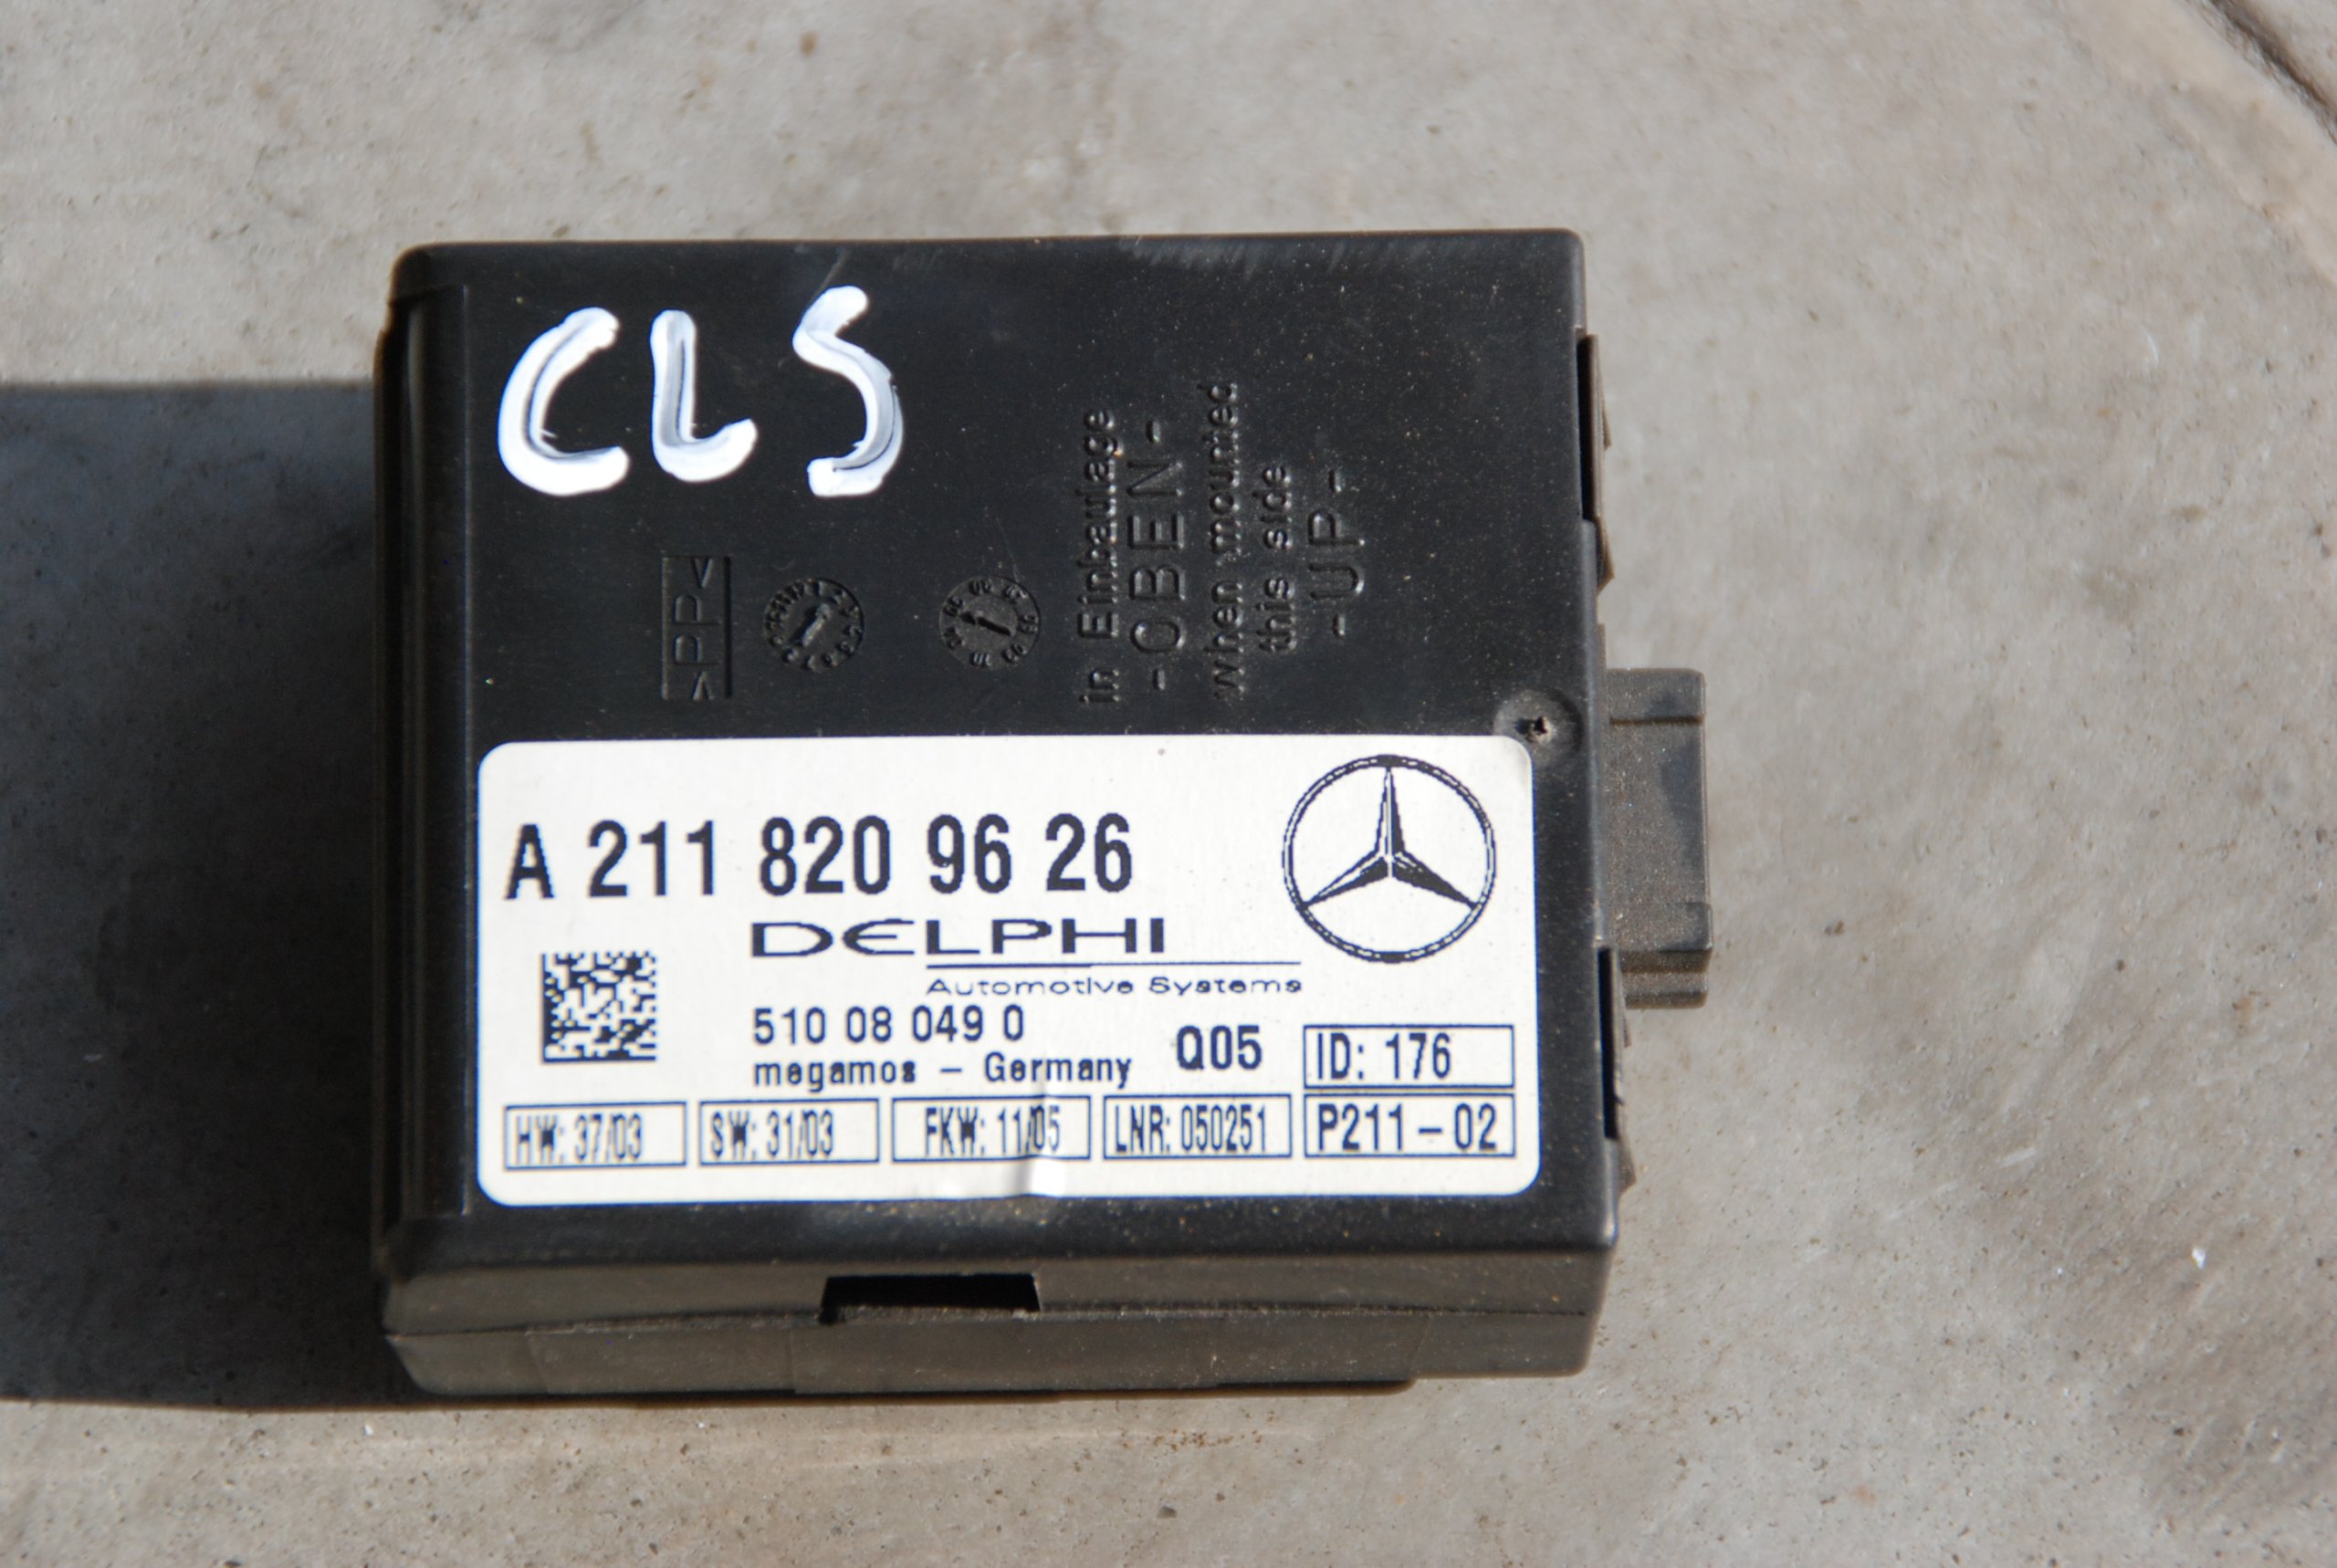 CLS
>PP<
in Einbaulage
-OBEN-
when mounted
this side
-UP-
A 211 820 96 26
DELPHI
Automotive Systems
510 08 049 0
megamos – Germany
Q05
ID: 176
HW: 37/03
SW: 31/03
FKW: 11/05
LNR: 050251
P211-02